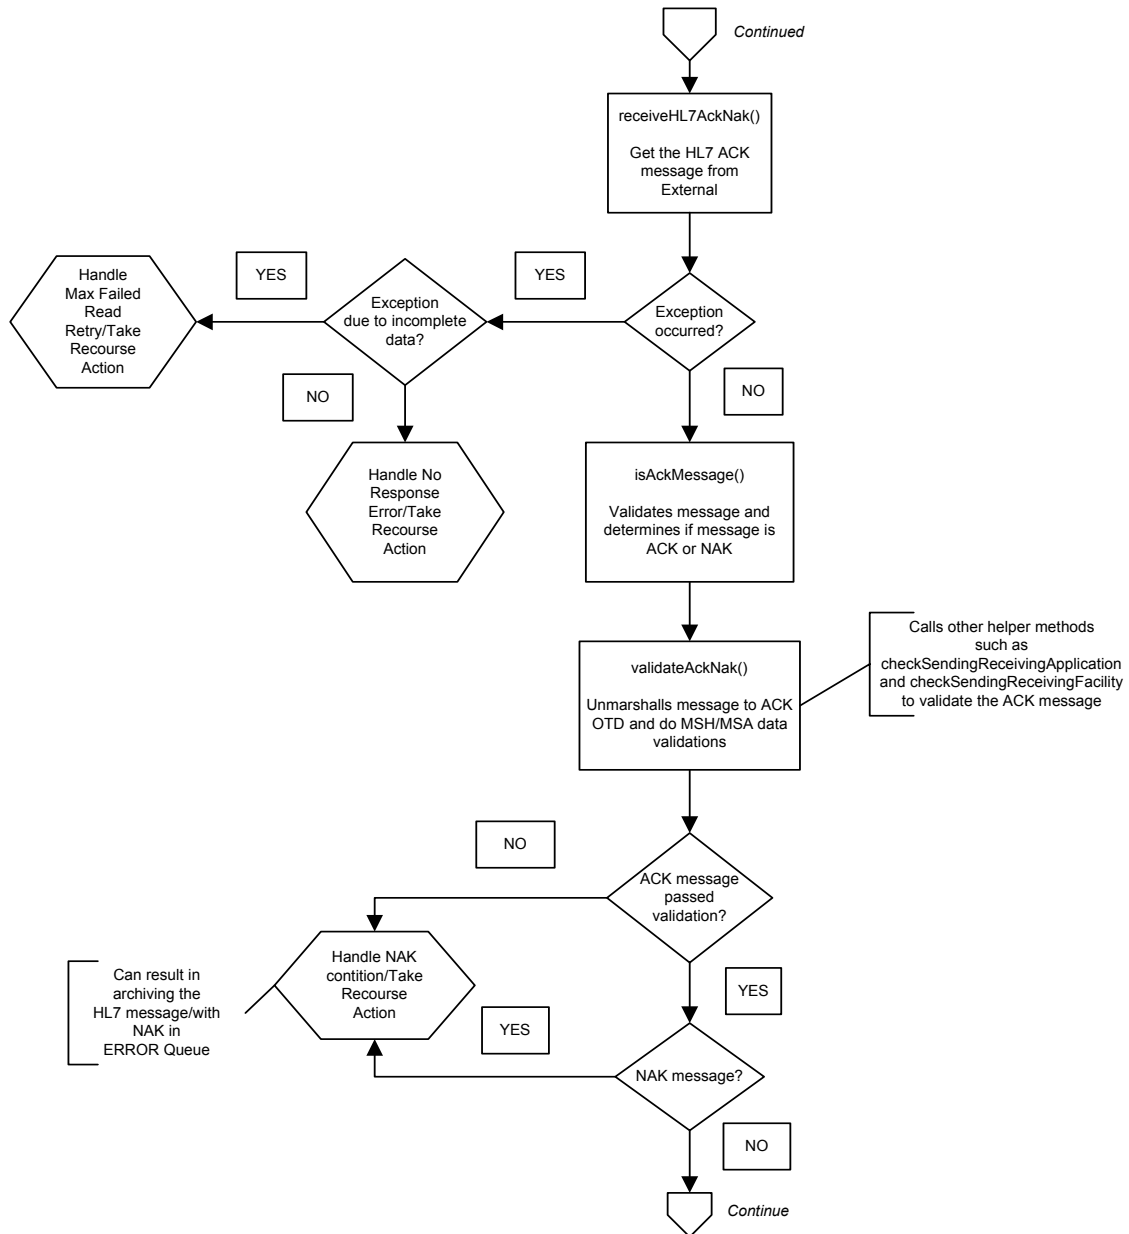 Continued
receiveHL7AckNak()
Get the HL7 ACK
message from
External
Exception
occurred?
YES
Exception
due to incomplete
data?
YES
Handle
Max Failed
Read
Retry/Take
Recourse
Action
NO
Handle No
Response
Error/Take
Recourse
Action
NO
isAckMessage()
Validates message and
determines if message is
ACK or NAK
validateAckNak()
Unmarshalls message to ACK
OTD and do MSH/MSA data
validations
Calls other helper methods
such as
checkSendingReceivingApplication
and checkSendingReceivingFacility
to validate the ACK message
ACK message
passed
validation?
NO
Handle NAK
contition/Take
Recourse
Action
Can result in
archiving the
HL7 message/with
NAK in
ERROR Queue
YES
NAK message?
YES
NO
Continue